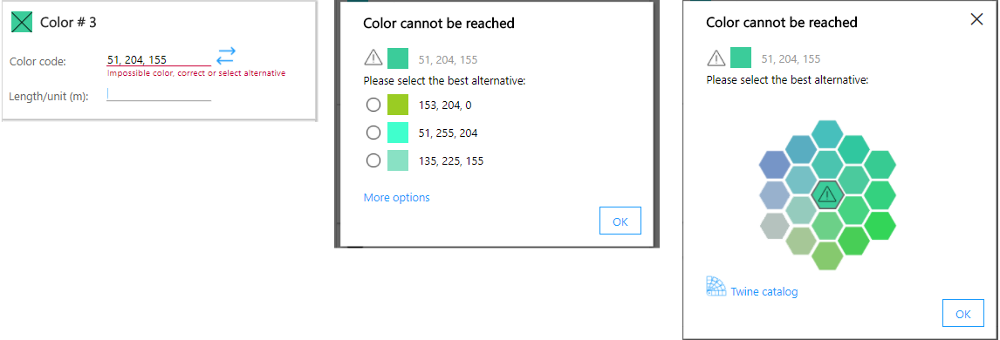 Color # 3
Color code:
51, 204, 155
Impossible color, correct or select alternative
Length/unit (m):
Color cannot be reached
51, 204, 155
Please select the best alternative:
153, 204, 0
51, 255, 204
135, 225, 155
More options
OK
Color cannot be reached
51, 204, 155
Please select the best alternative:
Twine catalog
OK